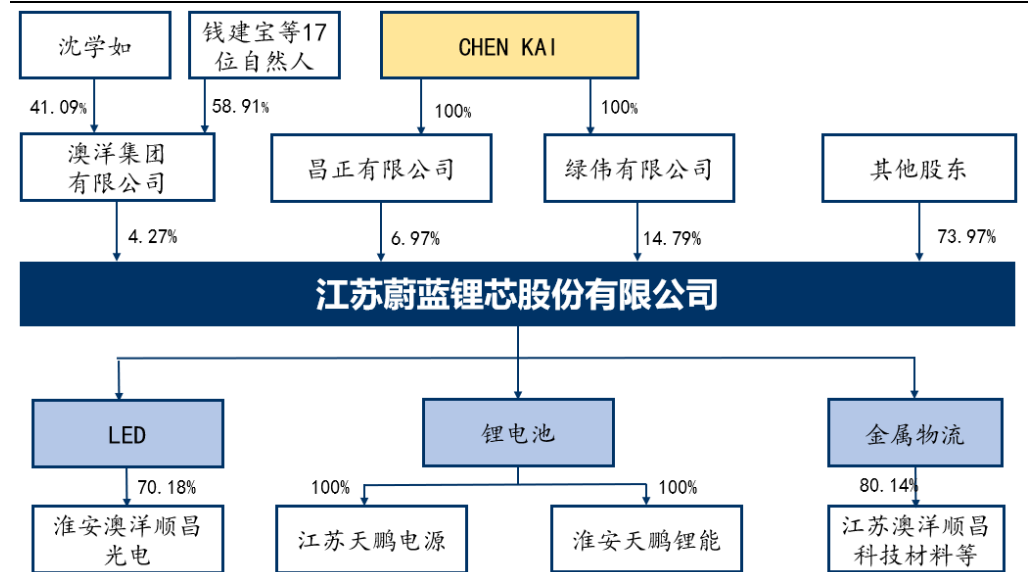 沈学如
钱建宝等17
位自然人
CHEN KAI
41.09%
58.91%
100%
100%
澳洋集团
有限公司
昌正有限公司
绿伟有限公司
其他股东
4.27%
6.97%
14.79%
73.97%
江苏蔚蓝锂芯股份有限公司
LED
锂电池
金属物流
70.18%
100%
100%
80.14%
淮安澳洋顺昌
光电
江苏天鹏电源
淮安天鹏锂能
江苏澳洋顺昌
科技材料等